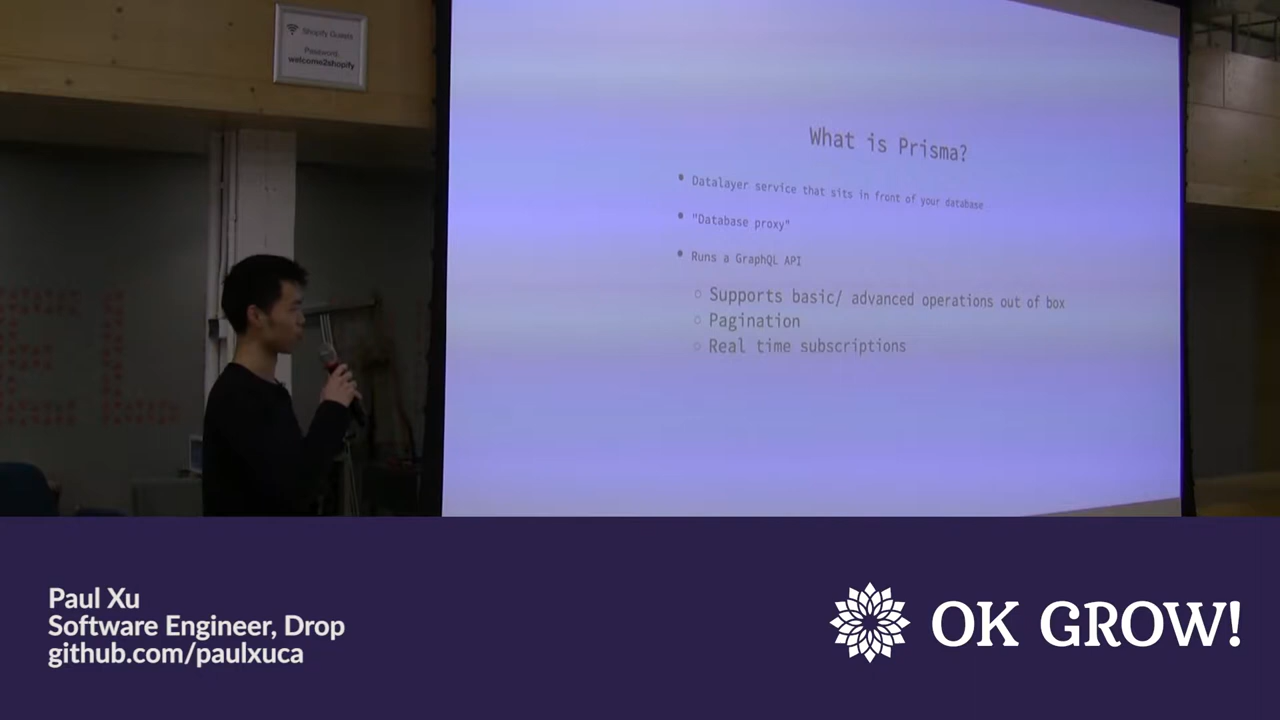 Shopify Guests
Password:
welcome2shopify
What is Prisma?
• Datalayer service that sits in front of your database
• "Database proxy"
• Runs a GraphQL API
○ Supports basic/ advanced operations out of box
○ Pagination
○ Real time subscriptions
Paul Xu
Software Engineer, Drop
github.com/paulxuca
OK GROW!